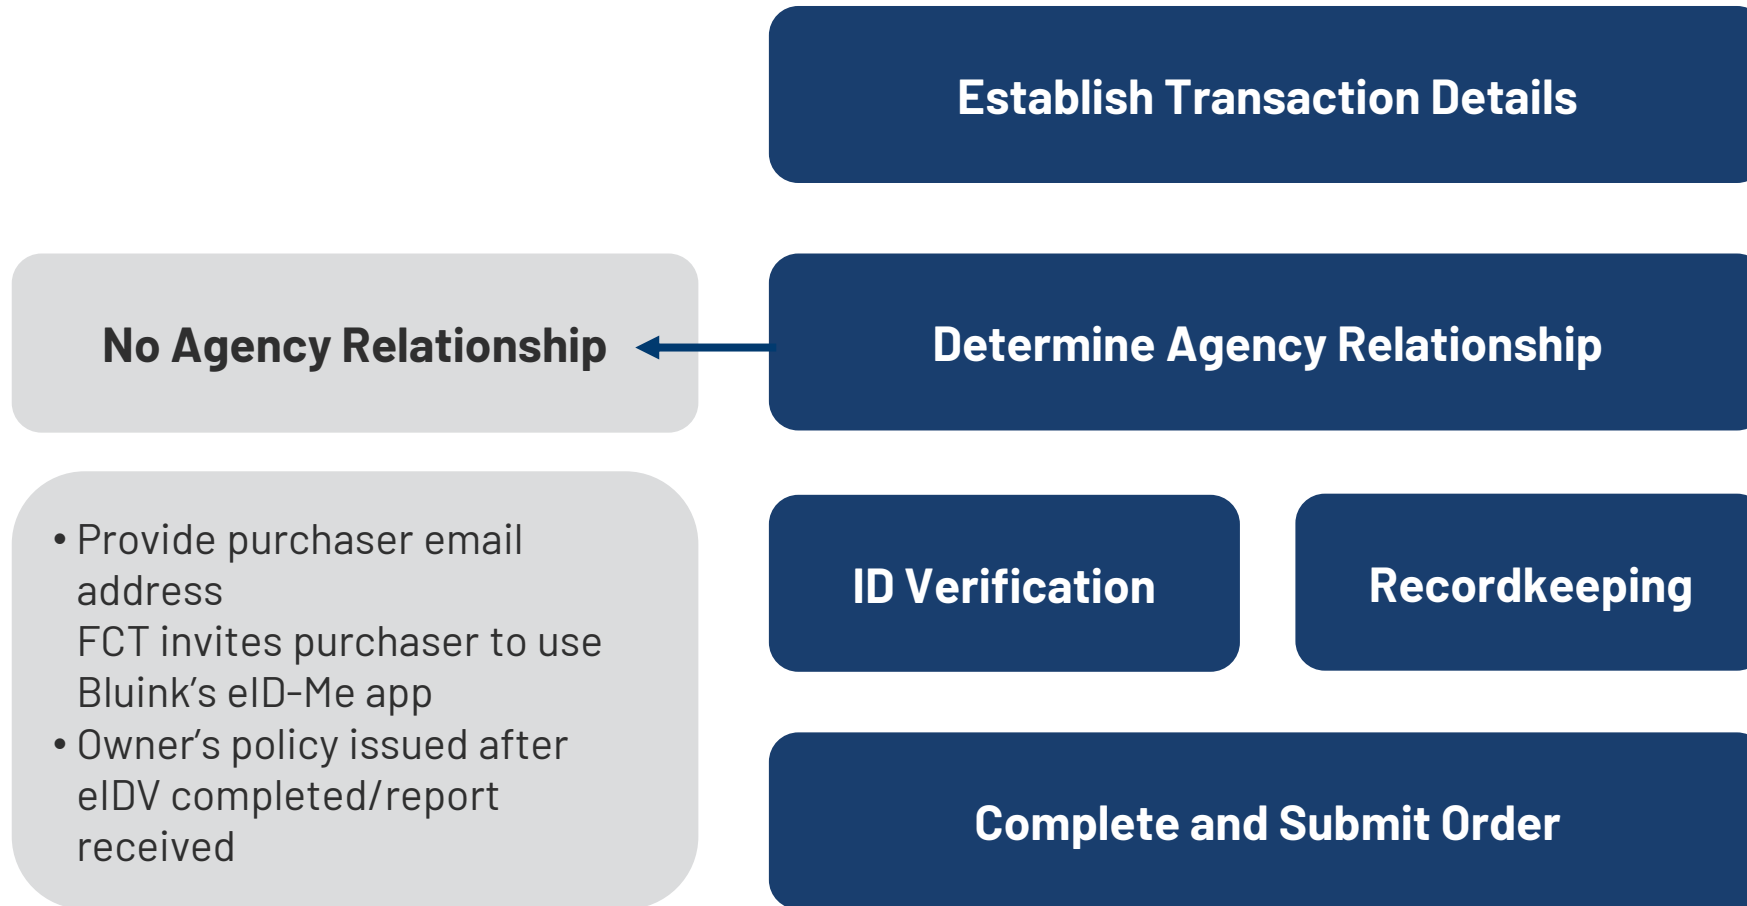 Establish Transaction Details
No Agency Relationship
Determine Agency Relationship
• Provide purchaser email
address
FCT invites purchaser to use
Bluink’s eID-Me app
• Owner’s policy issued after
eIDV completed/report
received
ID Verification
Recordkeeping
Complete and Submit Order